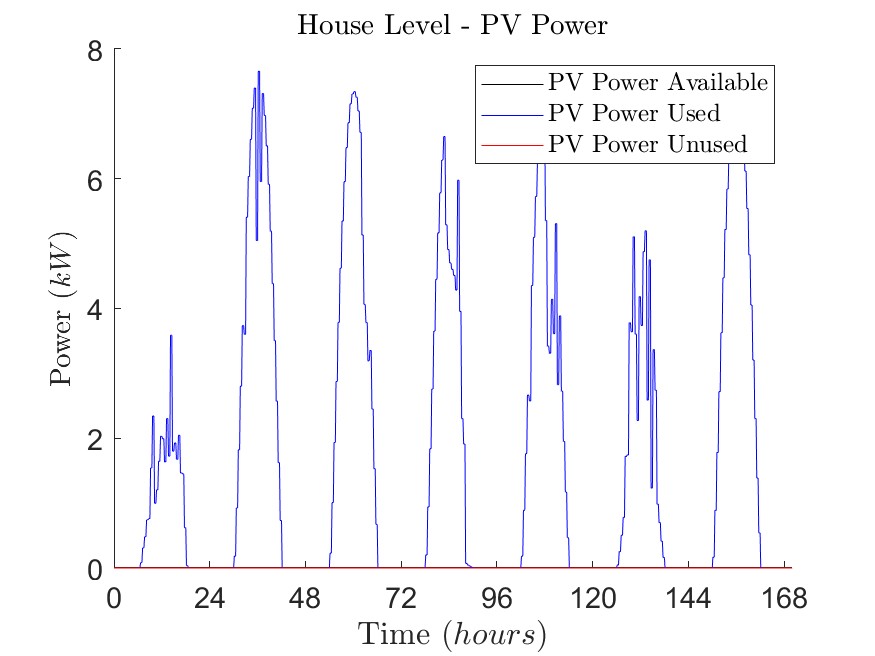 House Level - PV Power
PV Power Available
PV Power Used
PV Power Unused
8
6
4
2
0
Power (kW)
0 24 48 72 96 120 144 168
Time (hours)